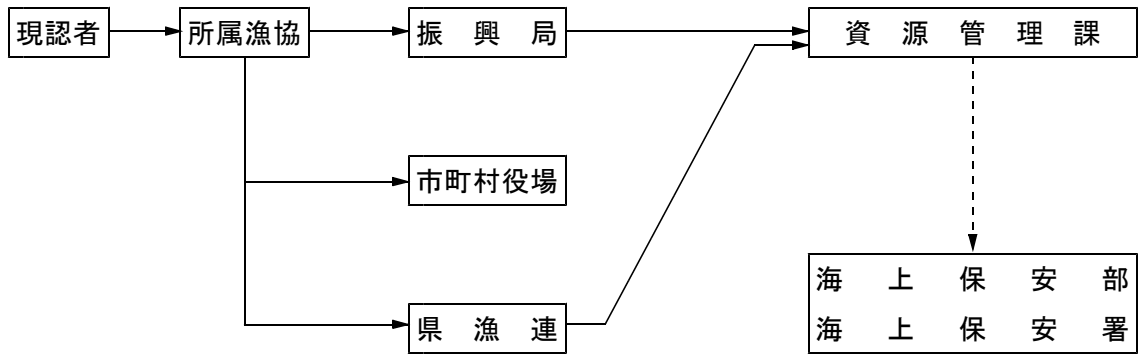 現認者
所属漁協
振興局
資源管理課
市町村役場
県漁連
海上保安部
海上保安署